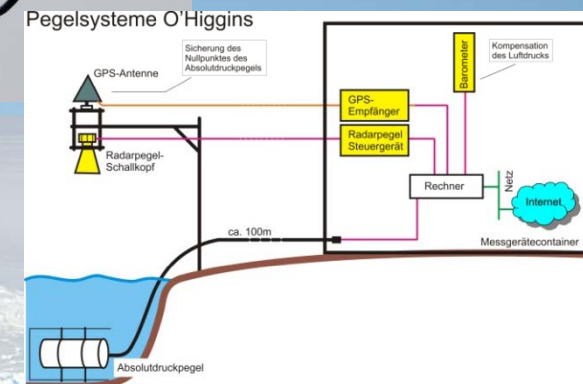 Pegelsysteme O’Higgins
GPS-Antenne
Sicherung des
Nullpunktes des
Absolutdruckpegels
Radarpegel-
Schallkopf
GPS-
Empfänger
Radarpegel
Steuergerät
Barometer
Kompensation
des Luftdrucks
Rechner
Netz
Internet
Messgerätecontainer
ca. 100m
Absolutdruckpegel